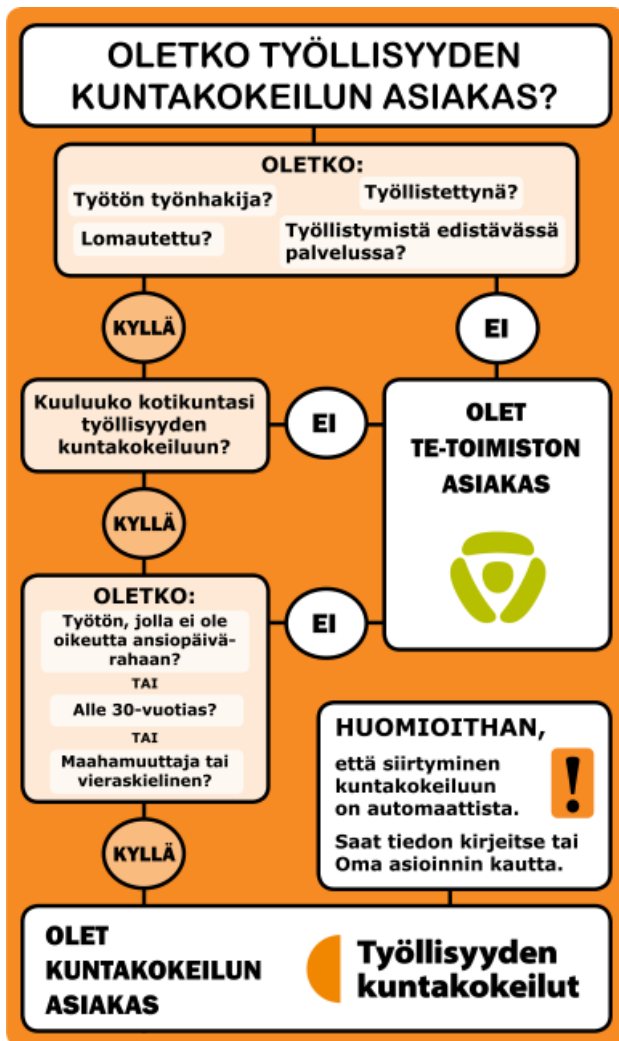 OLETKO TYÖLLISYYDEN
KUNTAKOKEILUN ASIAKAS?
OLETKO:
Työtön työnhakija?
Työllistettynä?
Lomautettu?
Työllistymistä edistävässä
palvelussa?
KYLLÄ
EI
Kuuluuko kotikuntasi
työllisyyden
kuntakokeiluun?
EI
OLET
TE-TOIMISTON
ASIAKAS
KYLLÄ
OLETKO:
Työtön, jolla ei ole
oikeutta ansiopäivä-
rahaan?
TAI
Alle 30-vuotias?
TAI
Maahamuuttaja tai
vieraskielinen?
EI
HUOMIOITHAN,
että siirtyminen
kuntakokeiluun
on automaattista.
!
Saat tiedon kirjeitse tai
Oma asioinnin kautta.
KYLLÄ
OLET
KUNTAKOKEILUN
ASIAKAS
Työllisyyden
kuntakokeilut